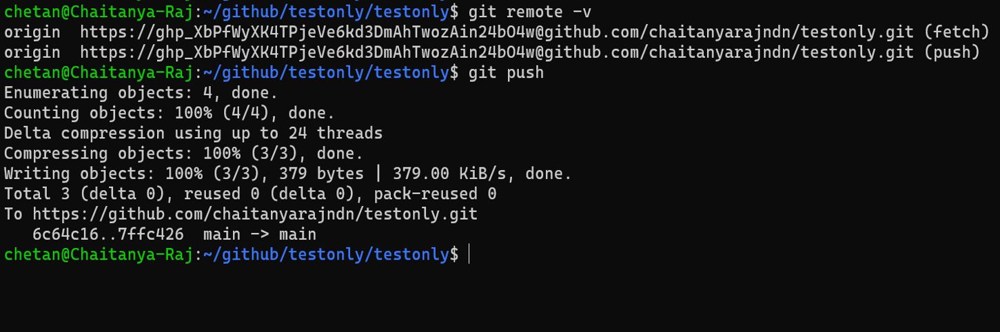 chetan@Chaitanya-Raj:~/github/testonly/testonly$ git remote -v
origin  https://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@github.com/chaitanyarajndn/testonly.git (fetch)
origin  https://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@github.com/chaitanyarajndn/testonly.git (push)
chetan@Chaitanya-Raj:~/github/testonly/testonly$ git push
Enumerating objects: 4, done.
Counting objects: 100% (4/4), done.
Delta compression using up to 24 threads
Compressing objects: 100% (3/3), done.
Writing objects: 100% (3/3), 379 bytes | 379.00 KiB/s, done.
Total 3 (delta 0), reused 0 (delta 0), pack-reused 0
To https://github.com/chaitanyarajndn/testonly.git
   6c64c16..7ffc426  main -> main
chetan@Chaitanya-Raj:~/github/testonly/testonly$